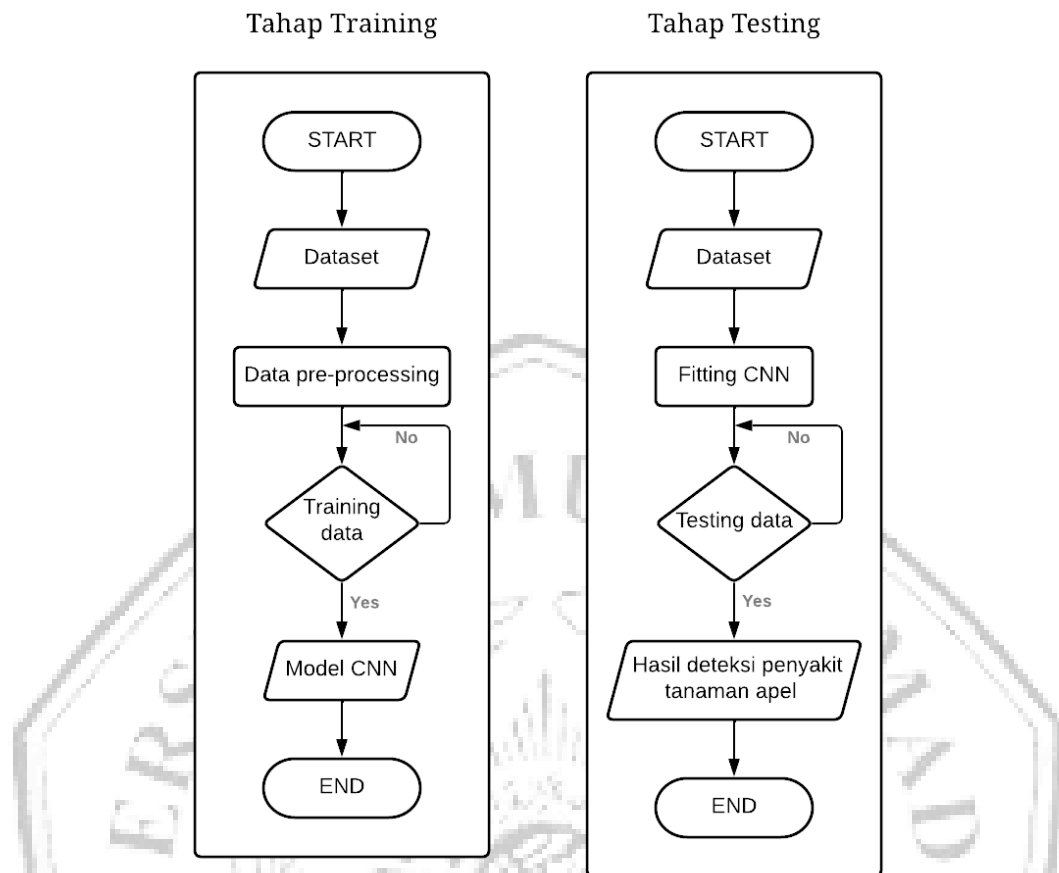 Tahap Training
START
Dataset
Data pre-processing
No
Training
data
Yes
Model CNN
END
Tahap Testing
START
Dataset
Fitting CNN
No
Testing data
Yes
Hasil deteksi penyakit
tanaman apel
END